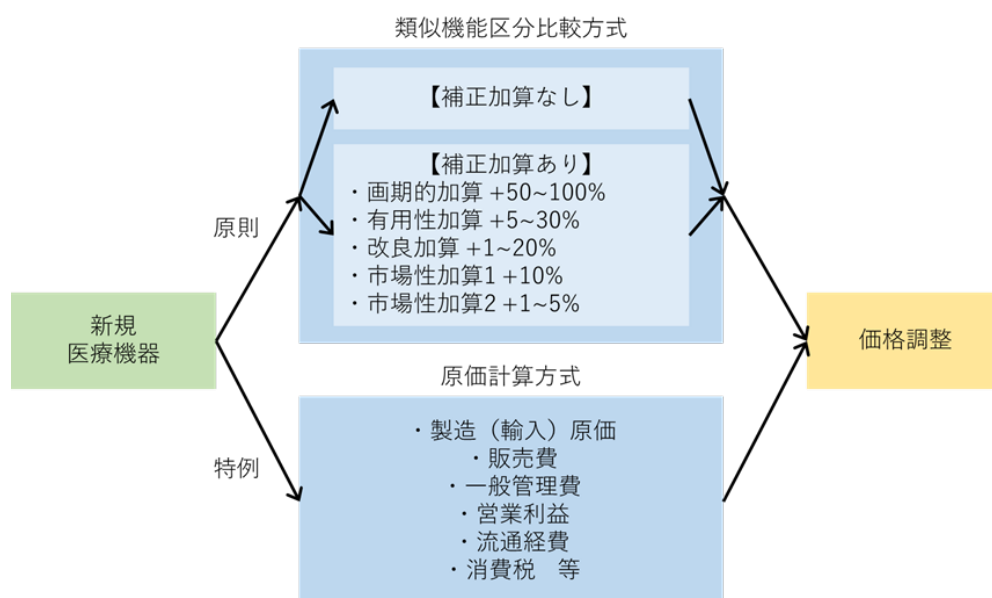 類似機能区分比較方式
【補正加算なし】
【補正加算あり】
・画期的加算 +50~100%
・有用性加算 +5~30%
・改良加算 +1~20%
・市場性加算1 +10%
・市場性加算2 +1~5%
原則
新規
医療機器
価格調整
原価計算方式
特例
・製造（輸入）原価
・販売費
・一般管理費
・営業利益
・流通経費
・消費税　等